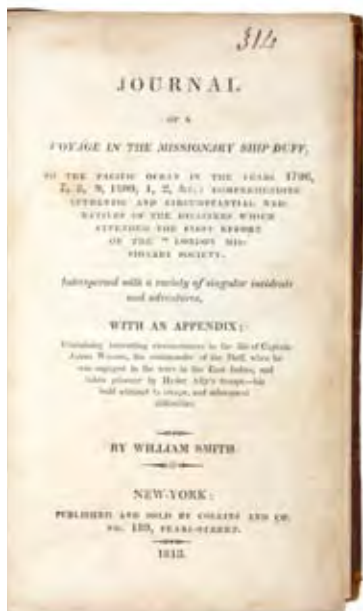 314
JOURNAL
OF A
VOYAGE IN THE MISSIONARY SHIP DUFF,
TO THE PACIFIC OCEAN IN THE YEARS 1796,
7, 8, 9, 1800, 1, 2, &c.: COMPREHENDING
AUTHENTIC AND CIRCUMSTANTIAL NAR-
RATIVES OF THE DISASTERS WHICH
ATTENDED THE FIRST EFFORT
OF THE "LONDON MIS-
SIONARY SOCIETY.
Interspersed with a variety of singular incidents
and adventures.
WITH AN APPENDIX:
Containing interesting circumstances in the life of Captain
James Wilson, the commander of the Duff, when he
was engaged in the wars in the East Indies, and
taken prisoner by Hyder Ally's troops—his
bold attempt to escape, and subsequent
difficulties.
BY WILLIAM SMITH
NEW-YORK:
PUBLISHED AND SOLD BY COLLINS AND CO.
NO. 189, PEARL-STREET.
1813.